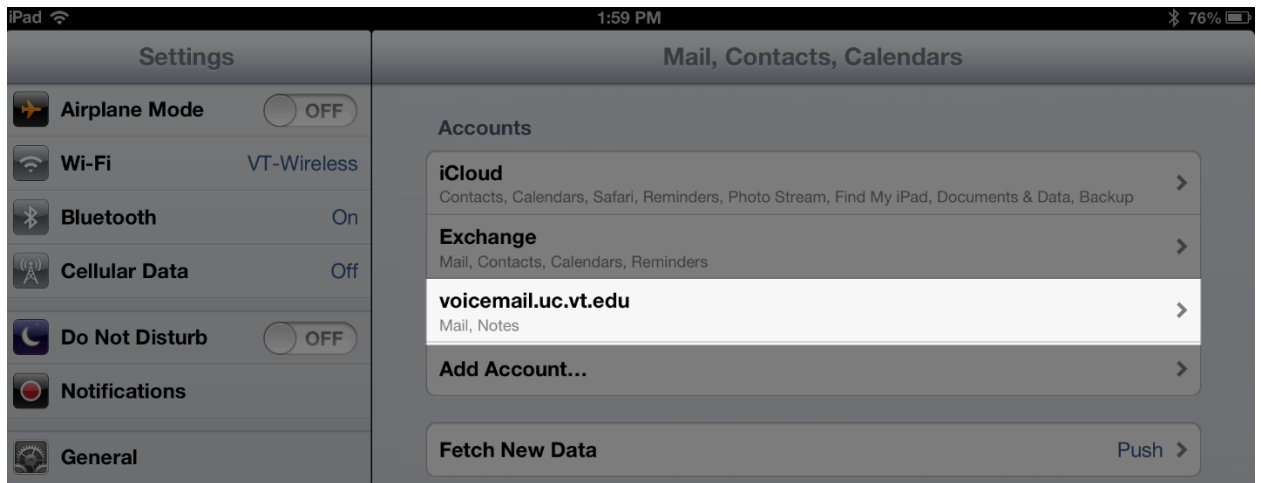 iPad 1:59 PM 76%
Settings
Airplane Mode OFF
Wi-Fi VT-Wireless
Bluetooth On
Cellular Data Off
Do Not Disturb OFF
Notifications
General
Mail, Contacts, Calendars
Accounts
iCloud
Contacts, Calendars, Safari, Reminders, Photo Stream, Find My iPad, Documents & Data, Backup
Exchange
Mail, Contacts, Calendars, Reminders
voicemail.uc.vt.edu
Mail, Notes
Add Account...
Fetch New Data Push